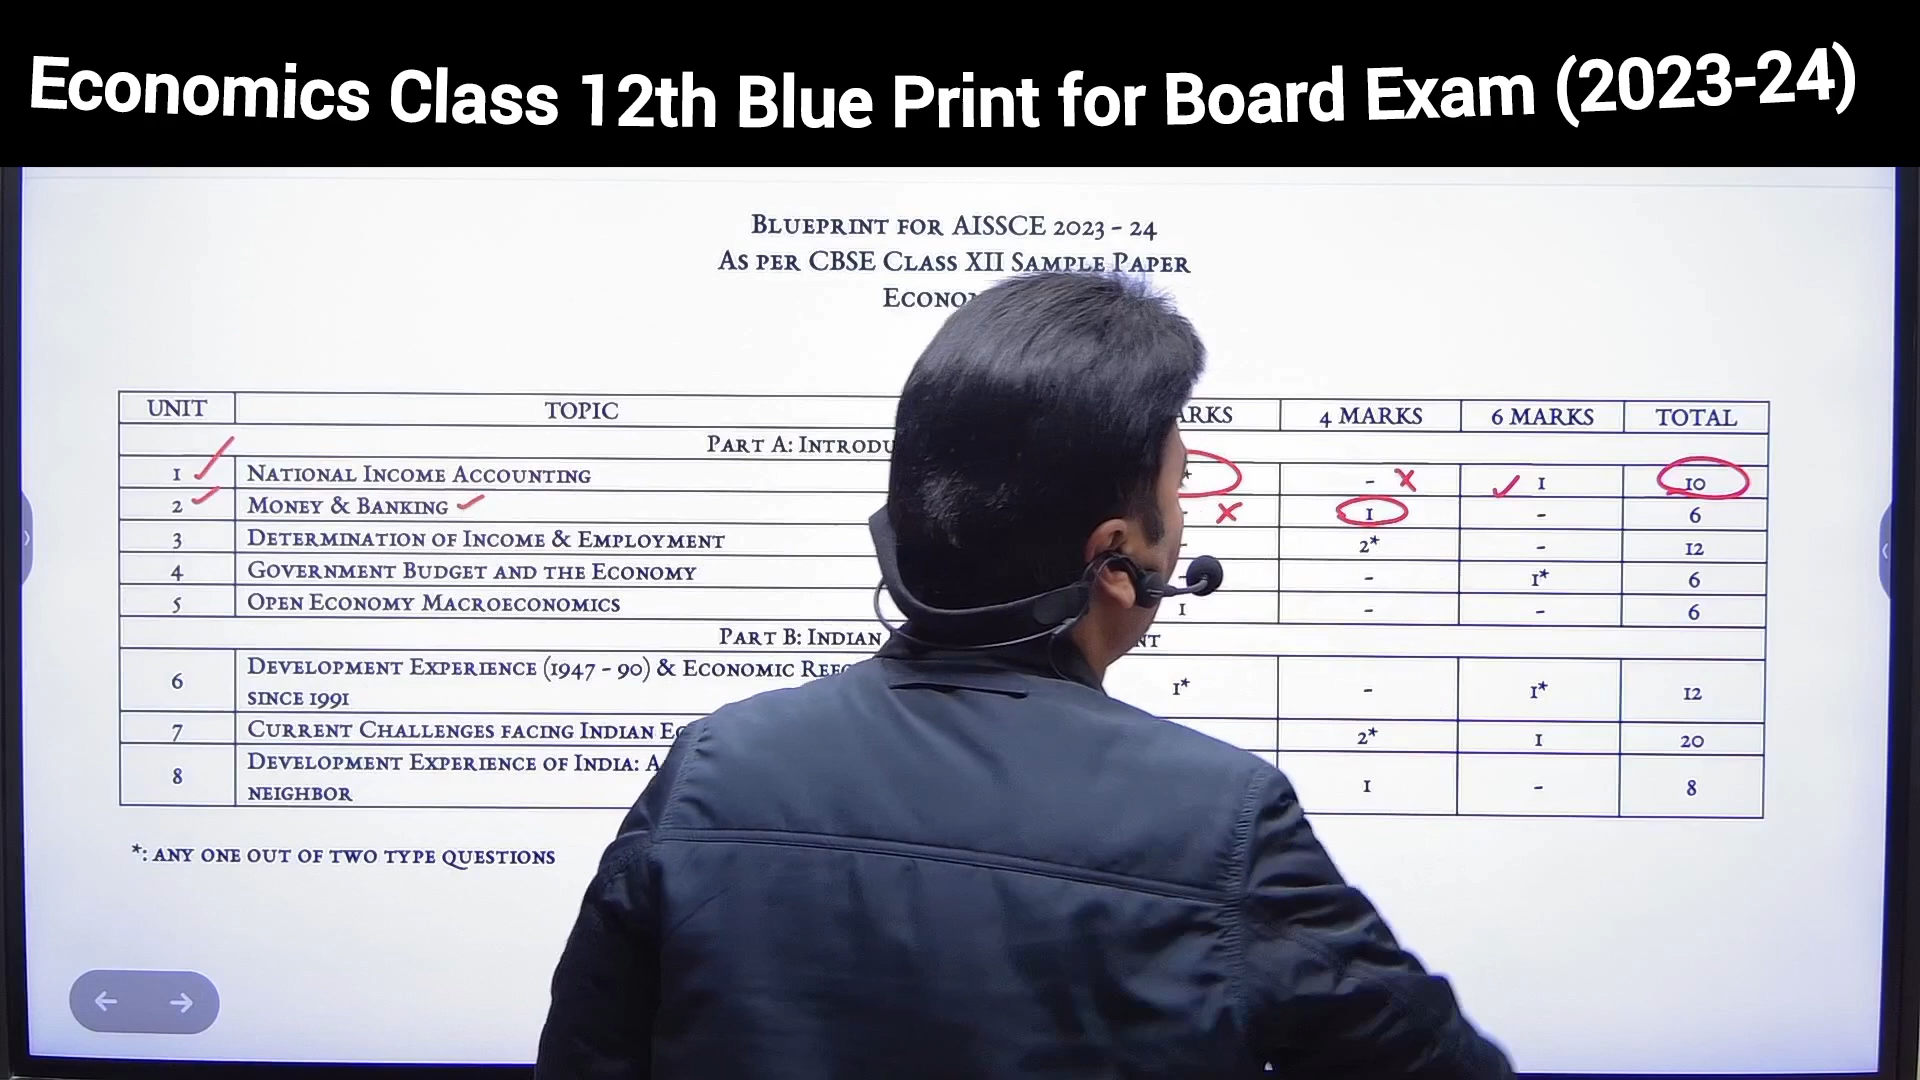 Economics Class 12th Blue Print for Board Exam (2023-24)
Blueprint for AISSCE 2023 - 24
As per CBSE Class XII Sample Paper
UNIT TOPIC 4 MARKS 6 MARKS TOTAL
Part A:
1 National Income Accounting - 1 10
2 Money & Banking - 1 - 6
3 Determination of Income & Employment - 2* - 12
4 Government Budget and the Economy - - 1* 6
5 Open Economy Macroeconomics 1 - - 6
Part B: Indian
6 Development Experience (1947 - 90) & Economic
since 1991 1* - 1* 12
7 Current Challenges facing Indian 2* 1 20
8 Development Experience of India:
neighbor 1 - 8
*: any one out of two type questions